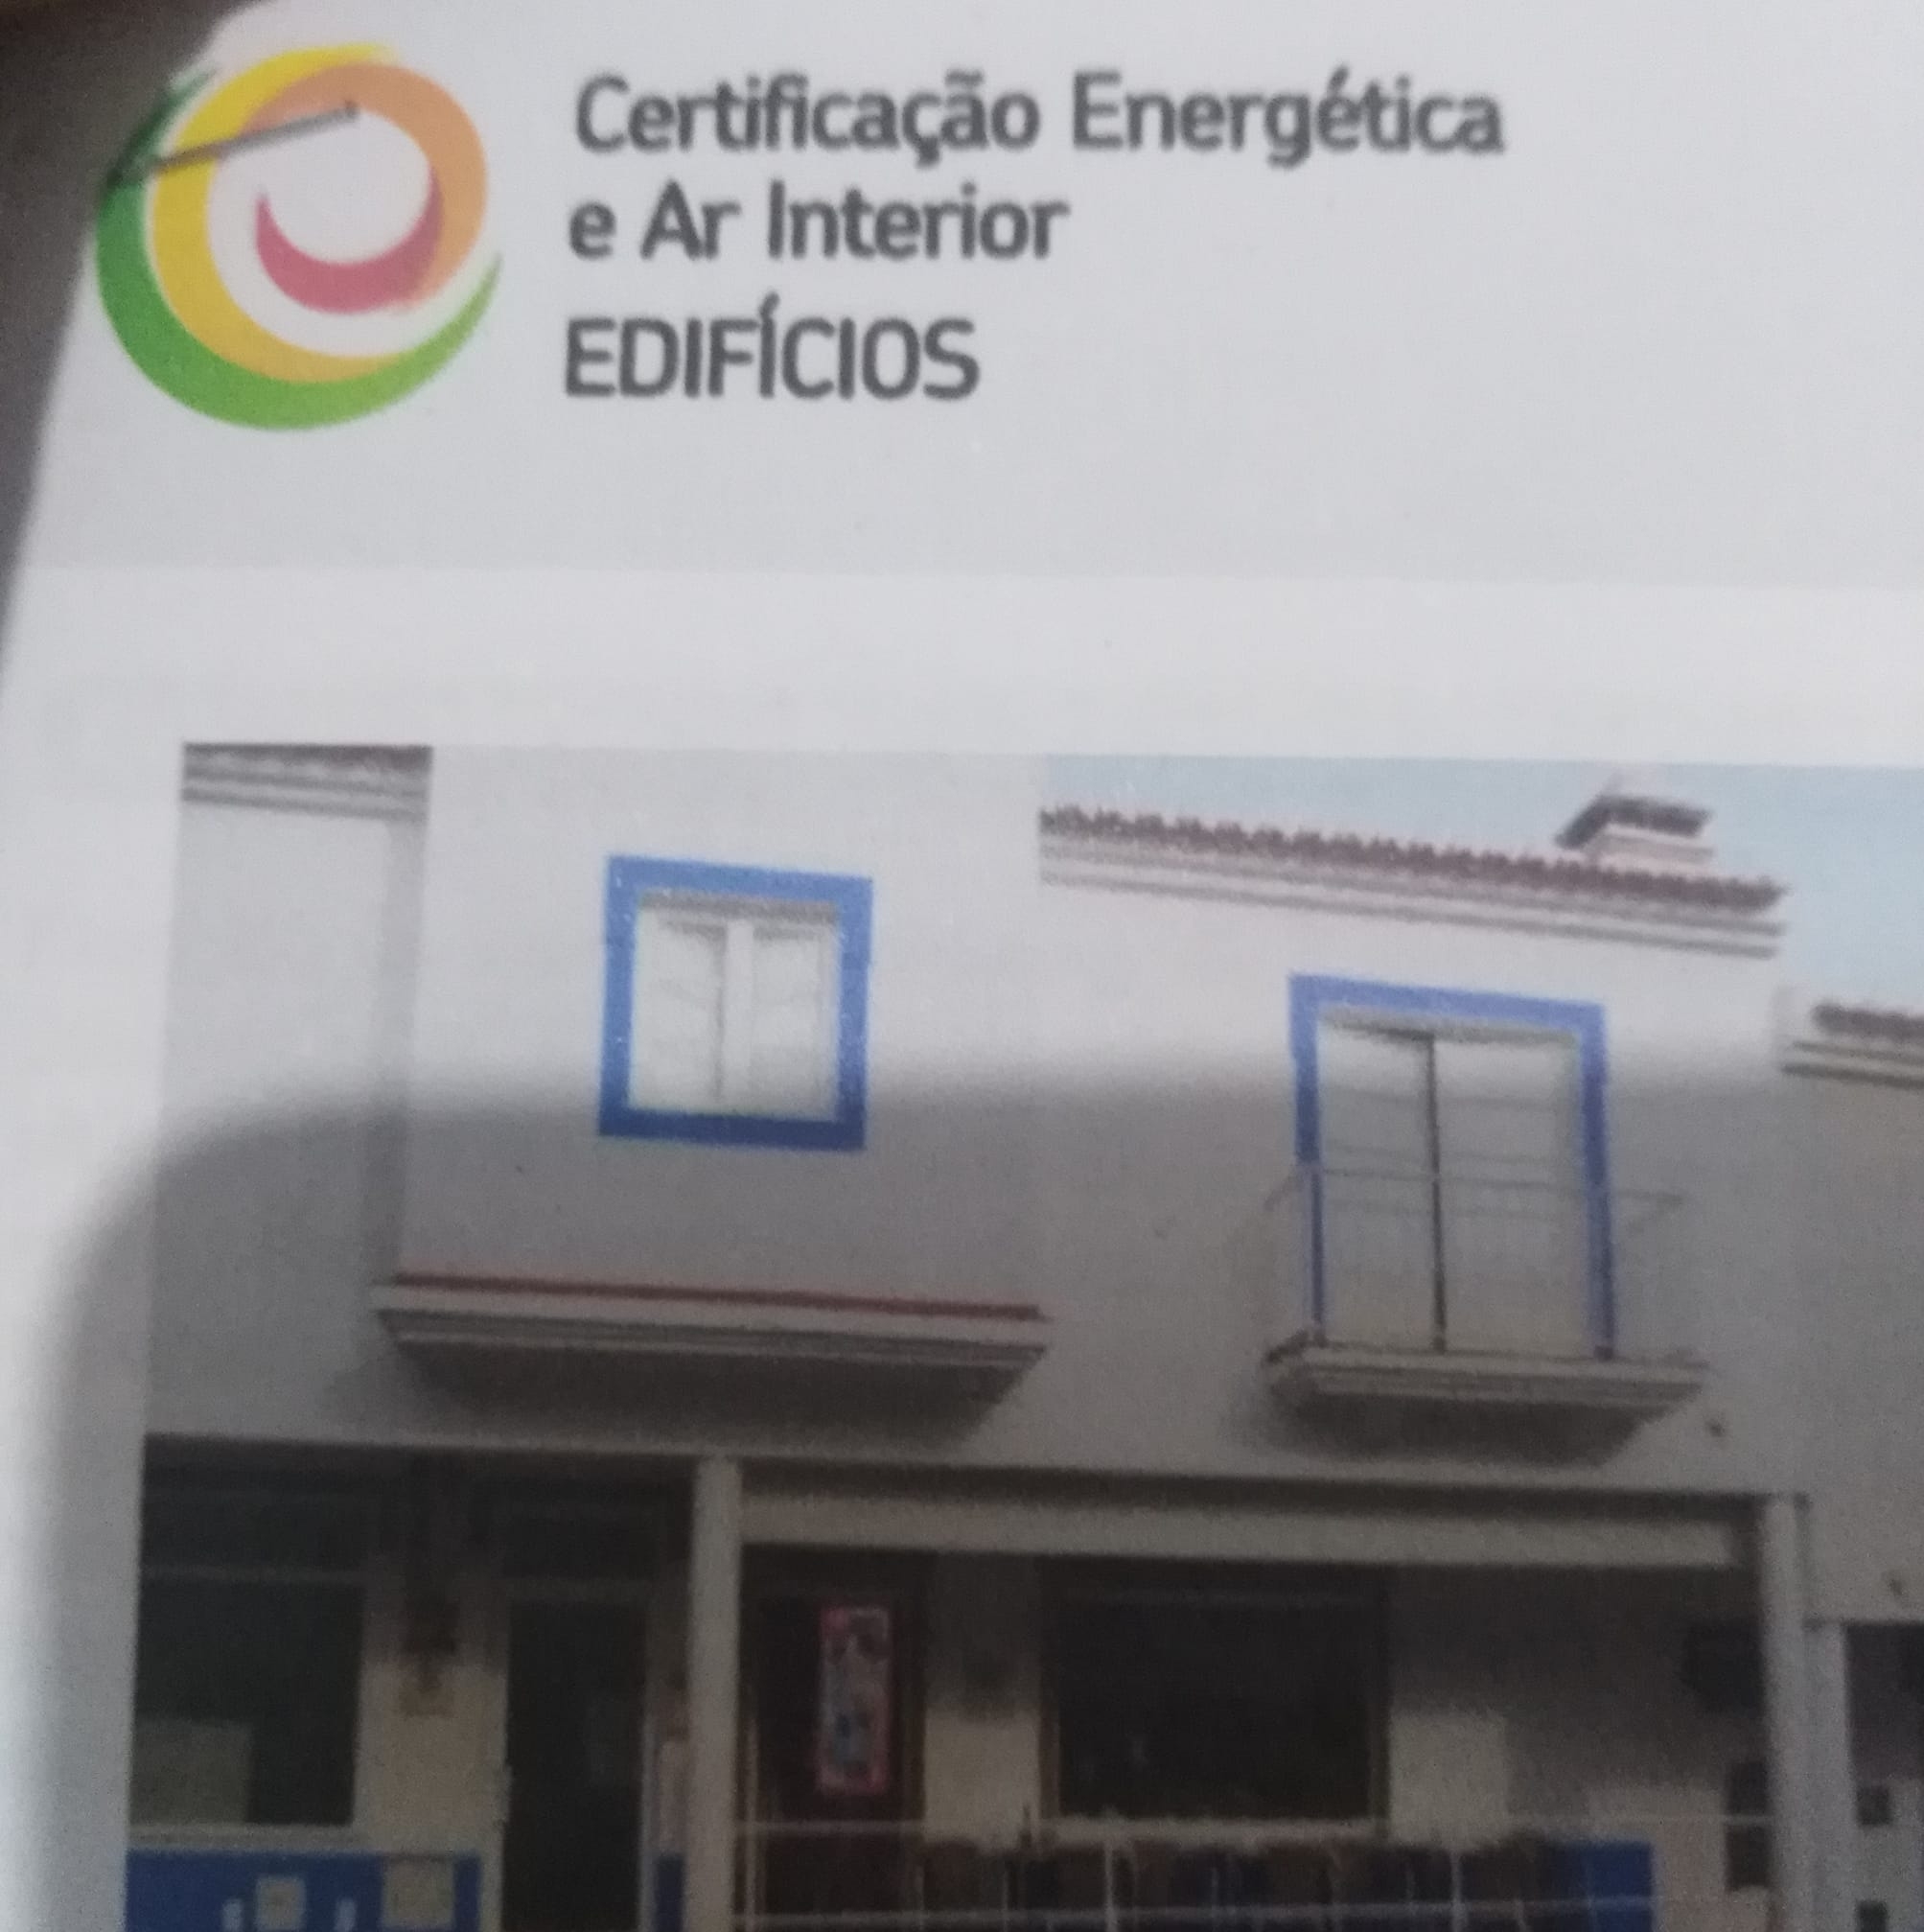 Certificação Energética
e Ar Interior
EDIFÍCIOS